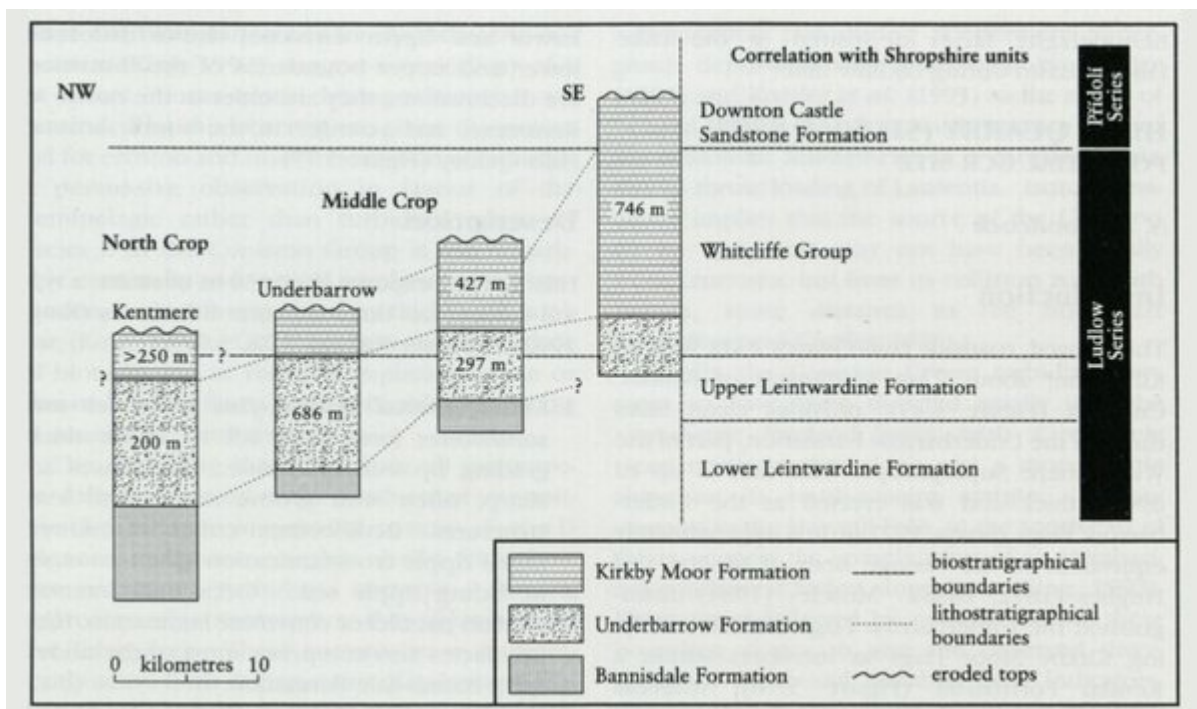 Correlation with Shropshire units
NW
SE
Přídolí
Series
Downton Castle
Sandstone Formation
Middle Crop
746 m
North Crop
Whitcliffe Group
Underbarrow
427 m
Kentmere
>250 m
?
297 m
Ludlow
Series
?
?
686 m
Upper Leintwardine Formation
200 m
Lower Leintwardine Formation
Kirkby Moor Formation
biostratigraphical
boundaries
Underbarrow Formation
lithostratigraphical
boundaries
0 kilometres 10
Bannisdale Formation
eroded tops